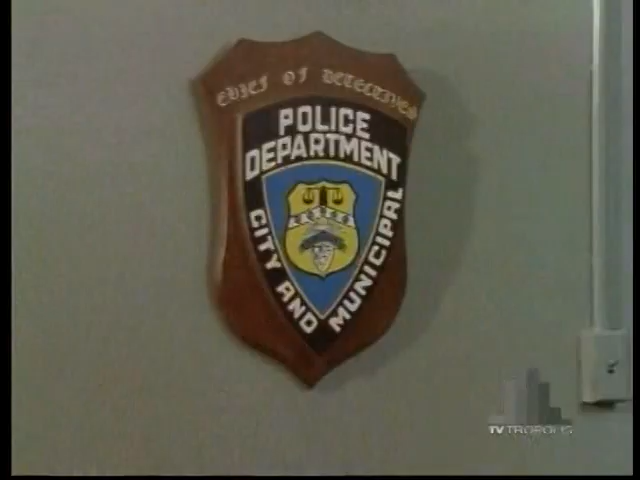 CHIEF OF DETECTIVES
POLICE
DEPARTMENT
CITY AND MUNICIPAL
TVTROPOLIS